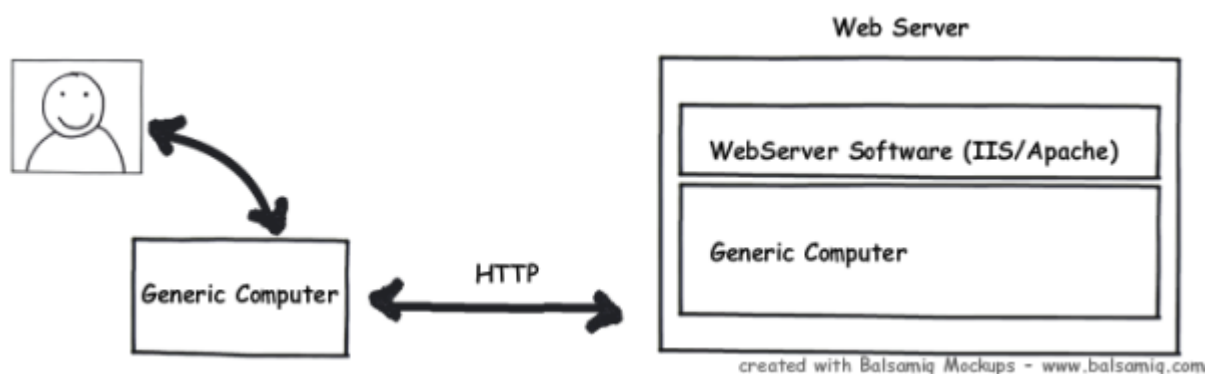 Web Server
WebServer Software (IIS/Apache)
Generic Computer
Generic Computer
HTTP
created with Balsamiq Mockups - www.balsamiq.com